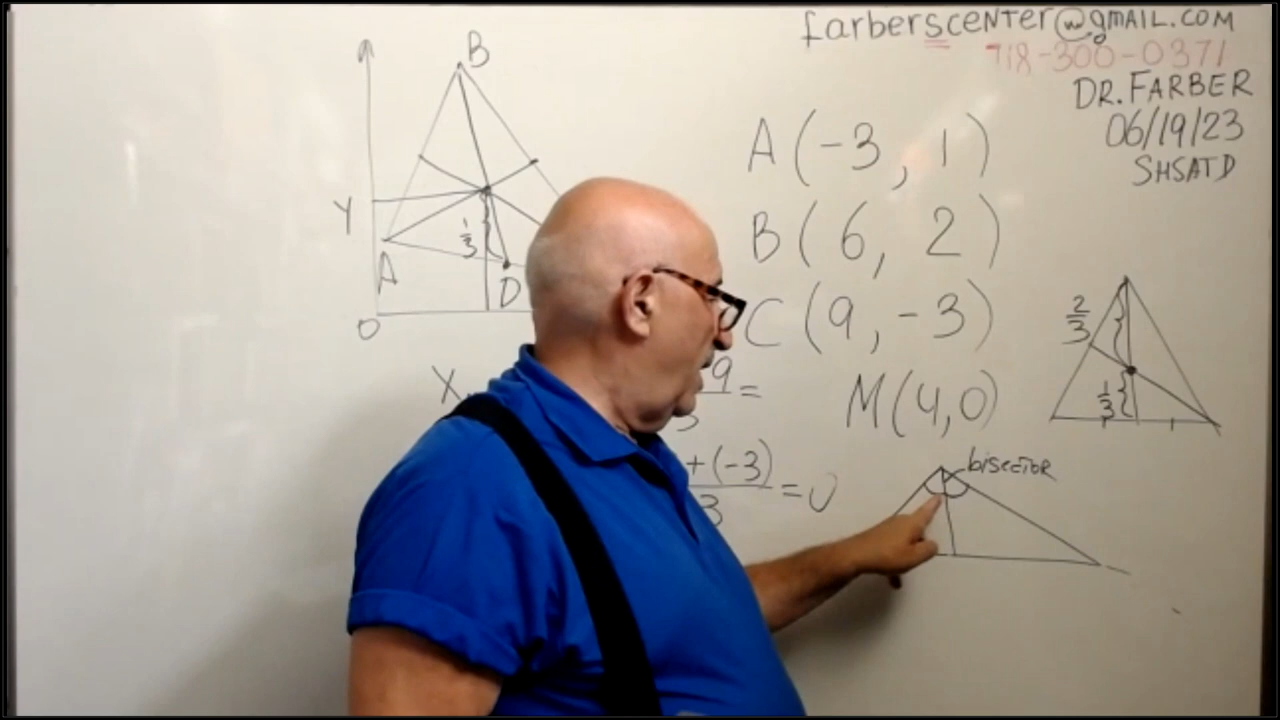 farberscenter@gmail.com
718-300-0371
DR. FARBER
06/19/23
SHSATD
B
Y
A
1/3
D
O
A(-3, 1)
B(6, 2)
C(9, -3)
M(4,0)
X
9
=
3
+(-3)
3
=0
2/3
1/3
bisector